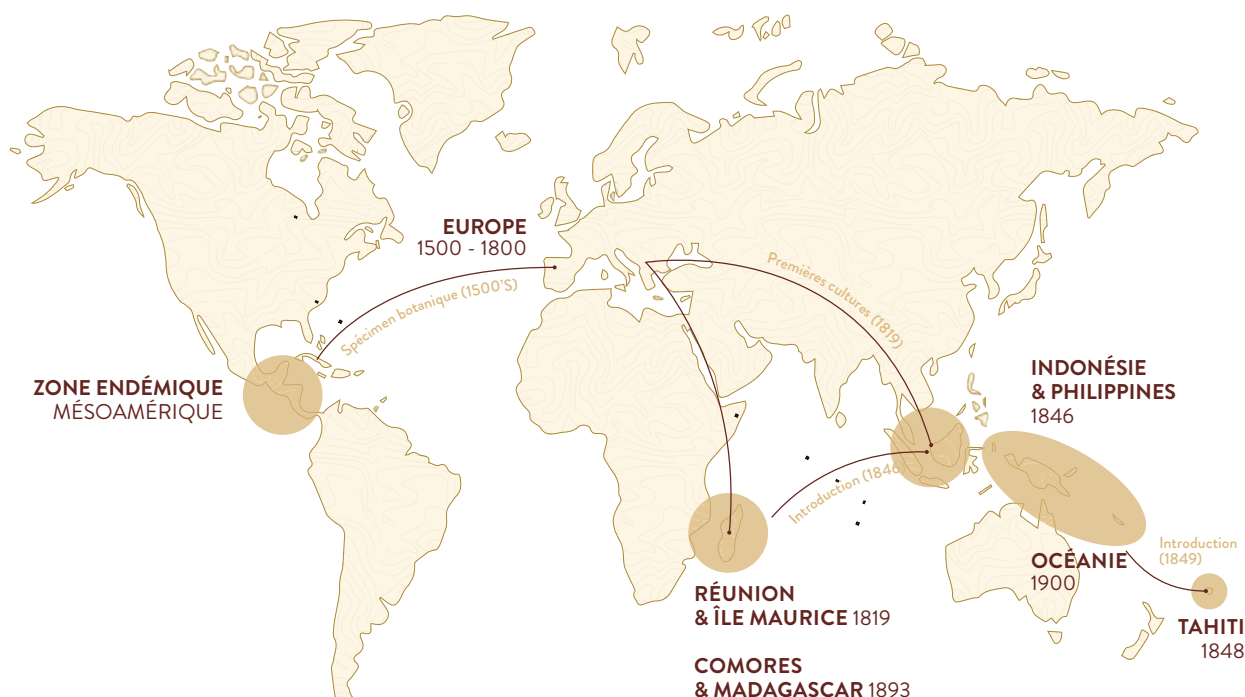 EUROPE
1500 - 1800
Spécimen botanique (1500'S)
Premières cultures (1819)
ZONE ENDÉMIQUE
MÉSOAMÉRIQUE
INDONÉSIE
& PHILIPPINES
1846
Introduction (1846)
OCÉANIE
1900
Introduction
(1849)
TAHITI
1848
RÉUNION
& ÎLE MAURICE 1819
COMORES
& MADAGASCAR 1893